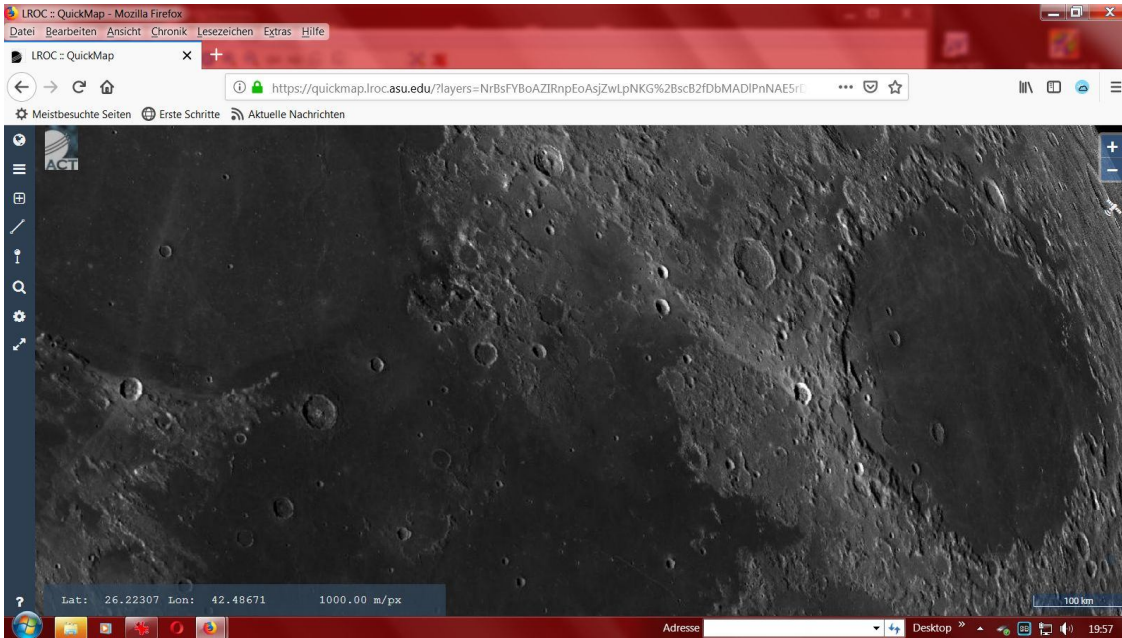 LROC :: QuickMap - Mozilla Firefox
Datei Bearbeiten Ansicht Chronik Lesezeichen Extras Hilfe
LROC :: QuickMap
https://quickmap.lroc.asu.edu/?layers=NrBsFYBoAZIRnpEoAsjZwLpNKG%2BscB2fDbMADlPnNAE5r
Meistbesuchte Seiten Erste Schritte Aktuelle Nachrichten
ACT
Lat: 26.22307 Lon: 42.48671 1000.00 m/px
100 km
Adresse
Desktop » 19:57